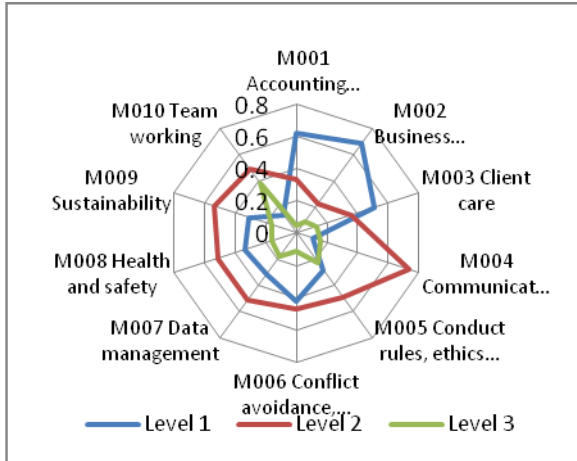 M001
Accounting...
M002
Business...
M003 Client
care
M004
Communicat...
M005 Conduct
rules, ethics...
M006 Conflict
avoidance,...
M007 Data
management
M008 Health
and safety
M009
Sustainability
M010 Team
working
0.8
0.6
0.4
0.2
0
Level 1
Level 2
Level 3